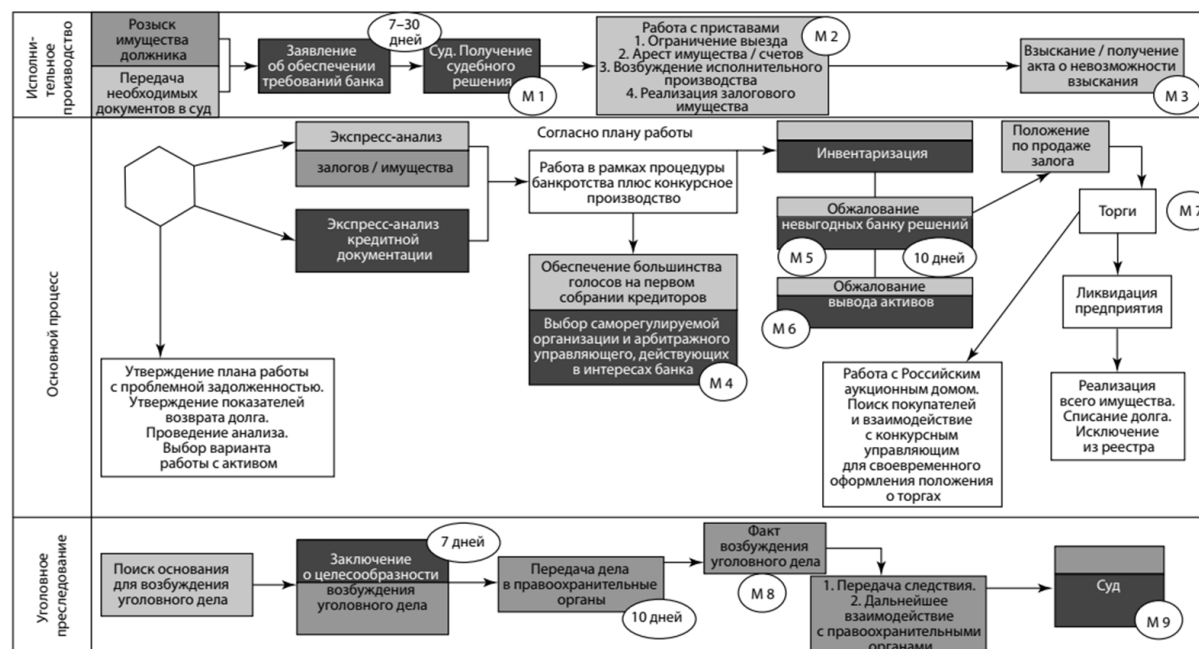 Исполни-
тельное
производство
Розыск
имущества
должника
Передача
необходимых
документов в суд
Заявление
об обеспечении
требований банка
7–30
дней
Суд. Получение
судебного
решения
М 1
Работа с приставами
1. Ограничение выезда
2. Арест имущества / счетов
3. Возбуждение исполнительного
производства
4. Реализация залогового
имущества
М 2
Взыскание / получение
акта о невозможности
взыскания
М 3
Основной процесс
Экспресс-анализ
залогов / имущества
Экспресс-анализ
кредитной
документации
Утверждение плана работы
с проблемной задолженностью.
Утверждение показателей
возврата долга.
Проведение анализа.
Выбор варианта
работы с активом
Согласно плану работы
Работа в рамках процедуры
банкротства плюс конкурсное
производство
Обеспечение большинства
голосов на первом
собрании кредиторов
Выбор саморегулируемой
организации и арбитражного
управляющего, действующих
в интересах банка
М 4
Инвентаризация
Обжалование
невыгодных банку решений
М 5
10 дней
Обжалование
вывода активов
М 6
Положение
по продаже
залога
Торги
М 7
Ликвидация
предприятия
Работа с Российским
аукционным домом.
Поиск покупателей
и взаимодействие
с конкурсным
управляющим
для своевременного
оформления положения
о торгах
Реализация
всего имущества.
Списание долга.
Исключение
из реестра
Уголовное
преследование
Поиск основания
для возбуждения
уголовного дела
Заключение
о целесообразности
возбуждения
уголовного дела
7 дней
Передача дела
в правоохранительные
органы
10 дней
Факт
возбуждения
уголовного дела
М 8
1. Передача следствия.
2. Дальнейшее
взаимодействие
с правоохранительными
органами
Суд
М 9